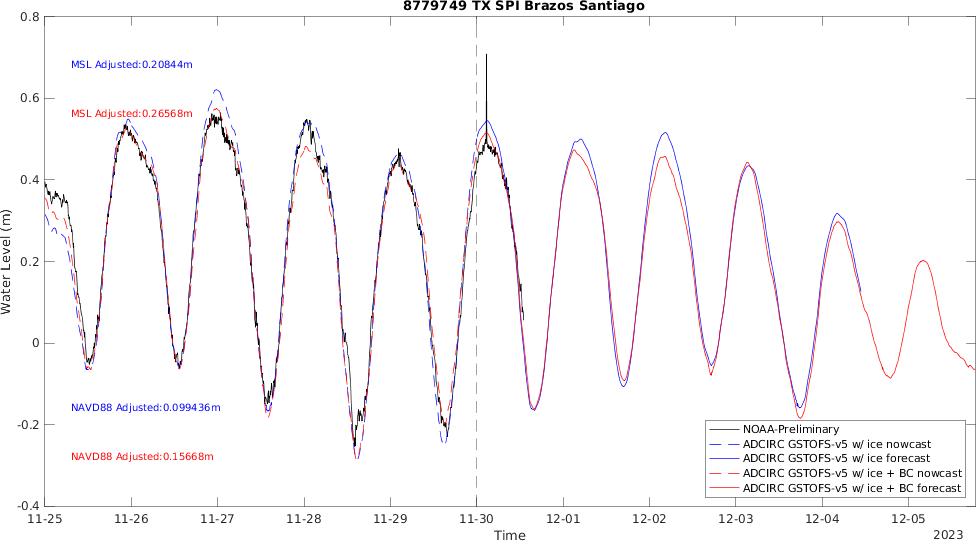 8779749 TX SPI Brazos Santiago
0.8
0.6
0.4
0.2
0
-0.2
-0.4
Water Level (m)
MSL Adjusted:0.20844m
MSL Adjusted:0.26568m
NAVD88 Adjusted:0.099436m
NAVD88 Adjusted:0.15668m
NOAA-Preliminary
ADCIRC GSTOFS-v5 w/ ice nowcast
ADCIRC GSTOFS-v5 w/ ice forecast
ADCIRC GSTOFS-v5 w/ ice + BC nowcast
ADCIRC GSTOFS-v5 w/ ice + BC forecast
11-25 11-26 11-27 11-28 11-29 11-30 12-01 12-02 12-03 12-04 12-05
Time
2023